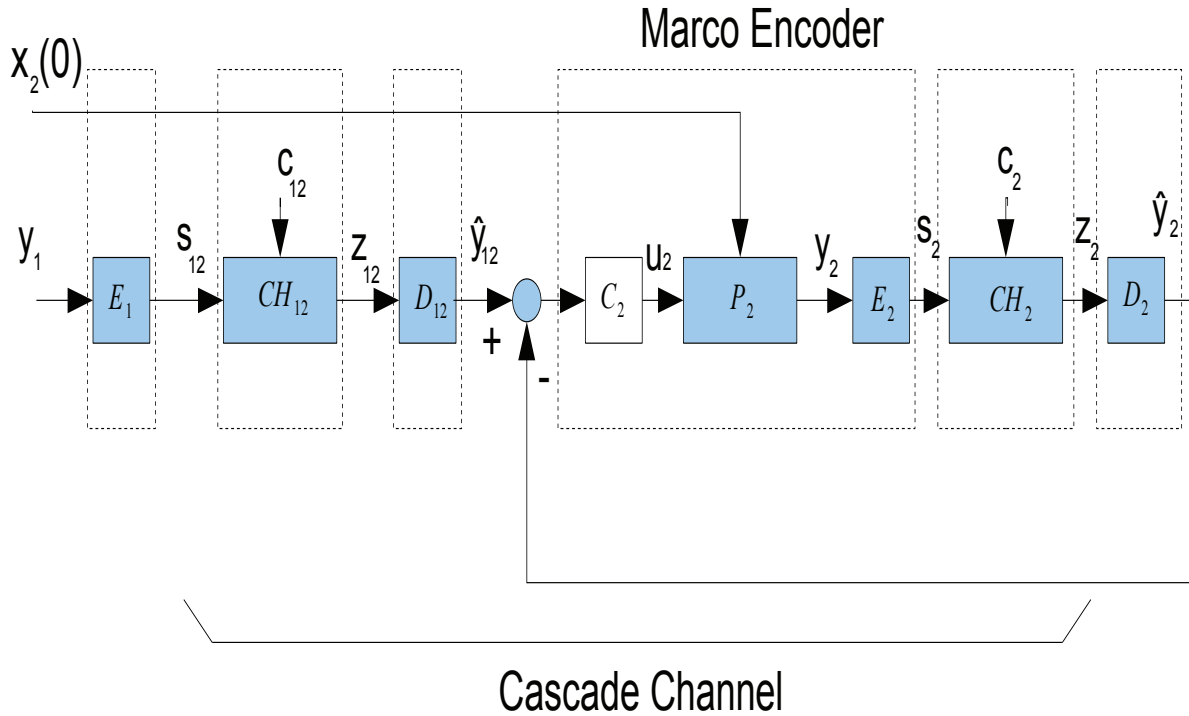 Marco Encoder
x₂(0)
c₁₂
c₂
y₁
s₁₂
z₁₂
ŷ₁₂
u₂
y₂
s₂
z₂
ŷ₂
E₁
CH₁₂
D₁₂
C₂
P₂
E₂
CH₂
D₂
+
-
Cascade Channel